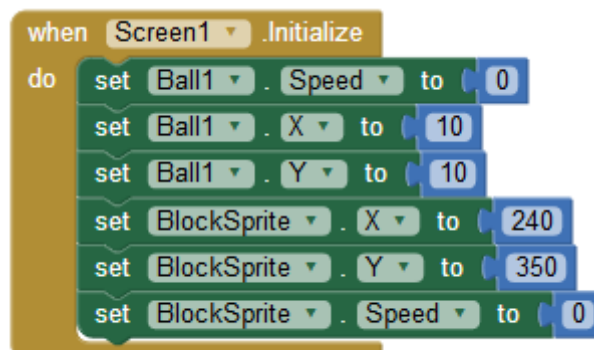 when Screen1 .Initialize
do set Ball1 . Speed to 0
set Ball1 . X to 10
set Ball1 . Y to 10
set BlockSprite . X to 240
set BlockSprite . Y to 350
set BlockSprite . Speed to 0